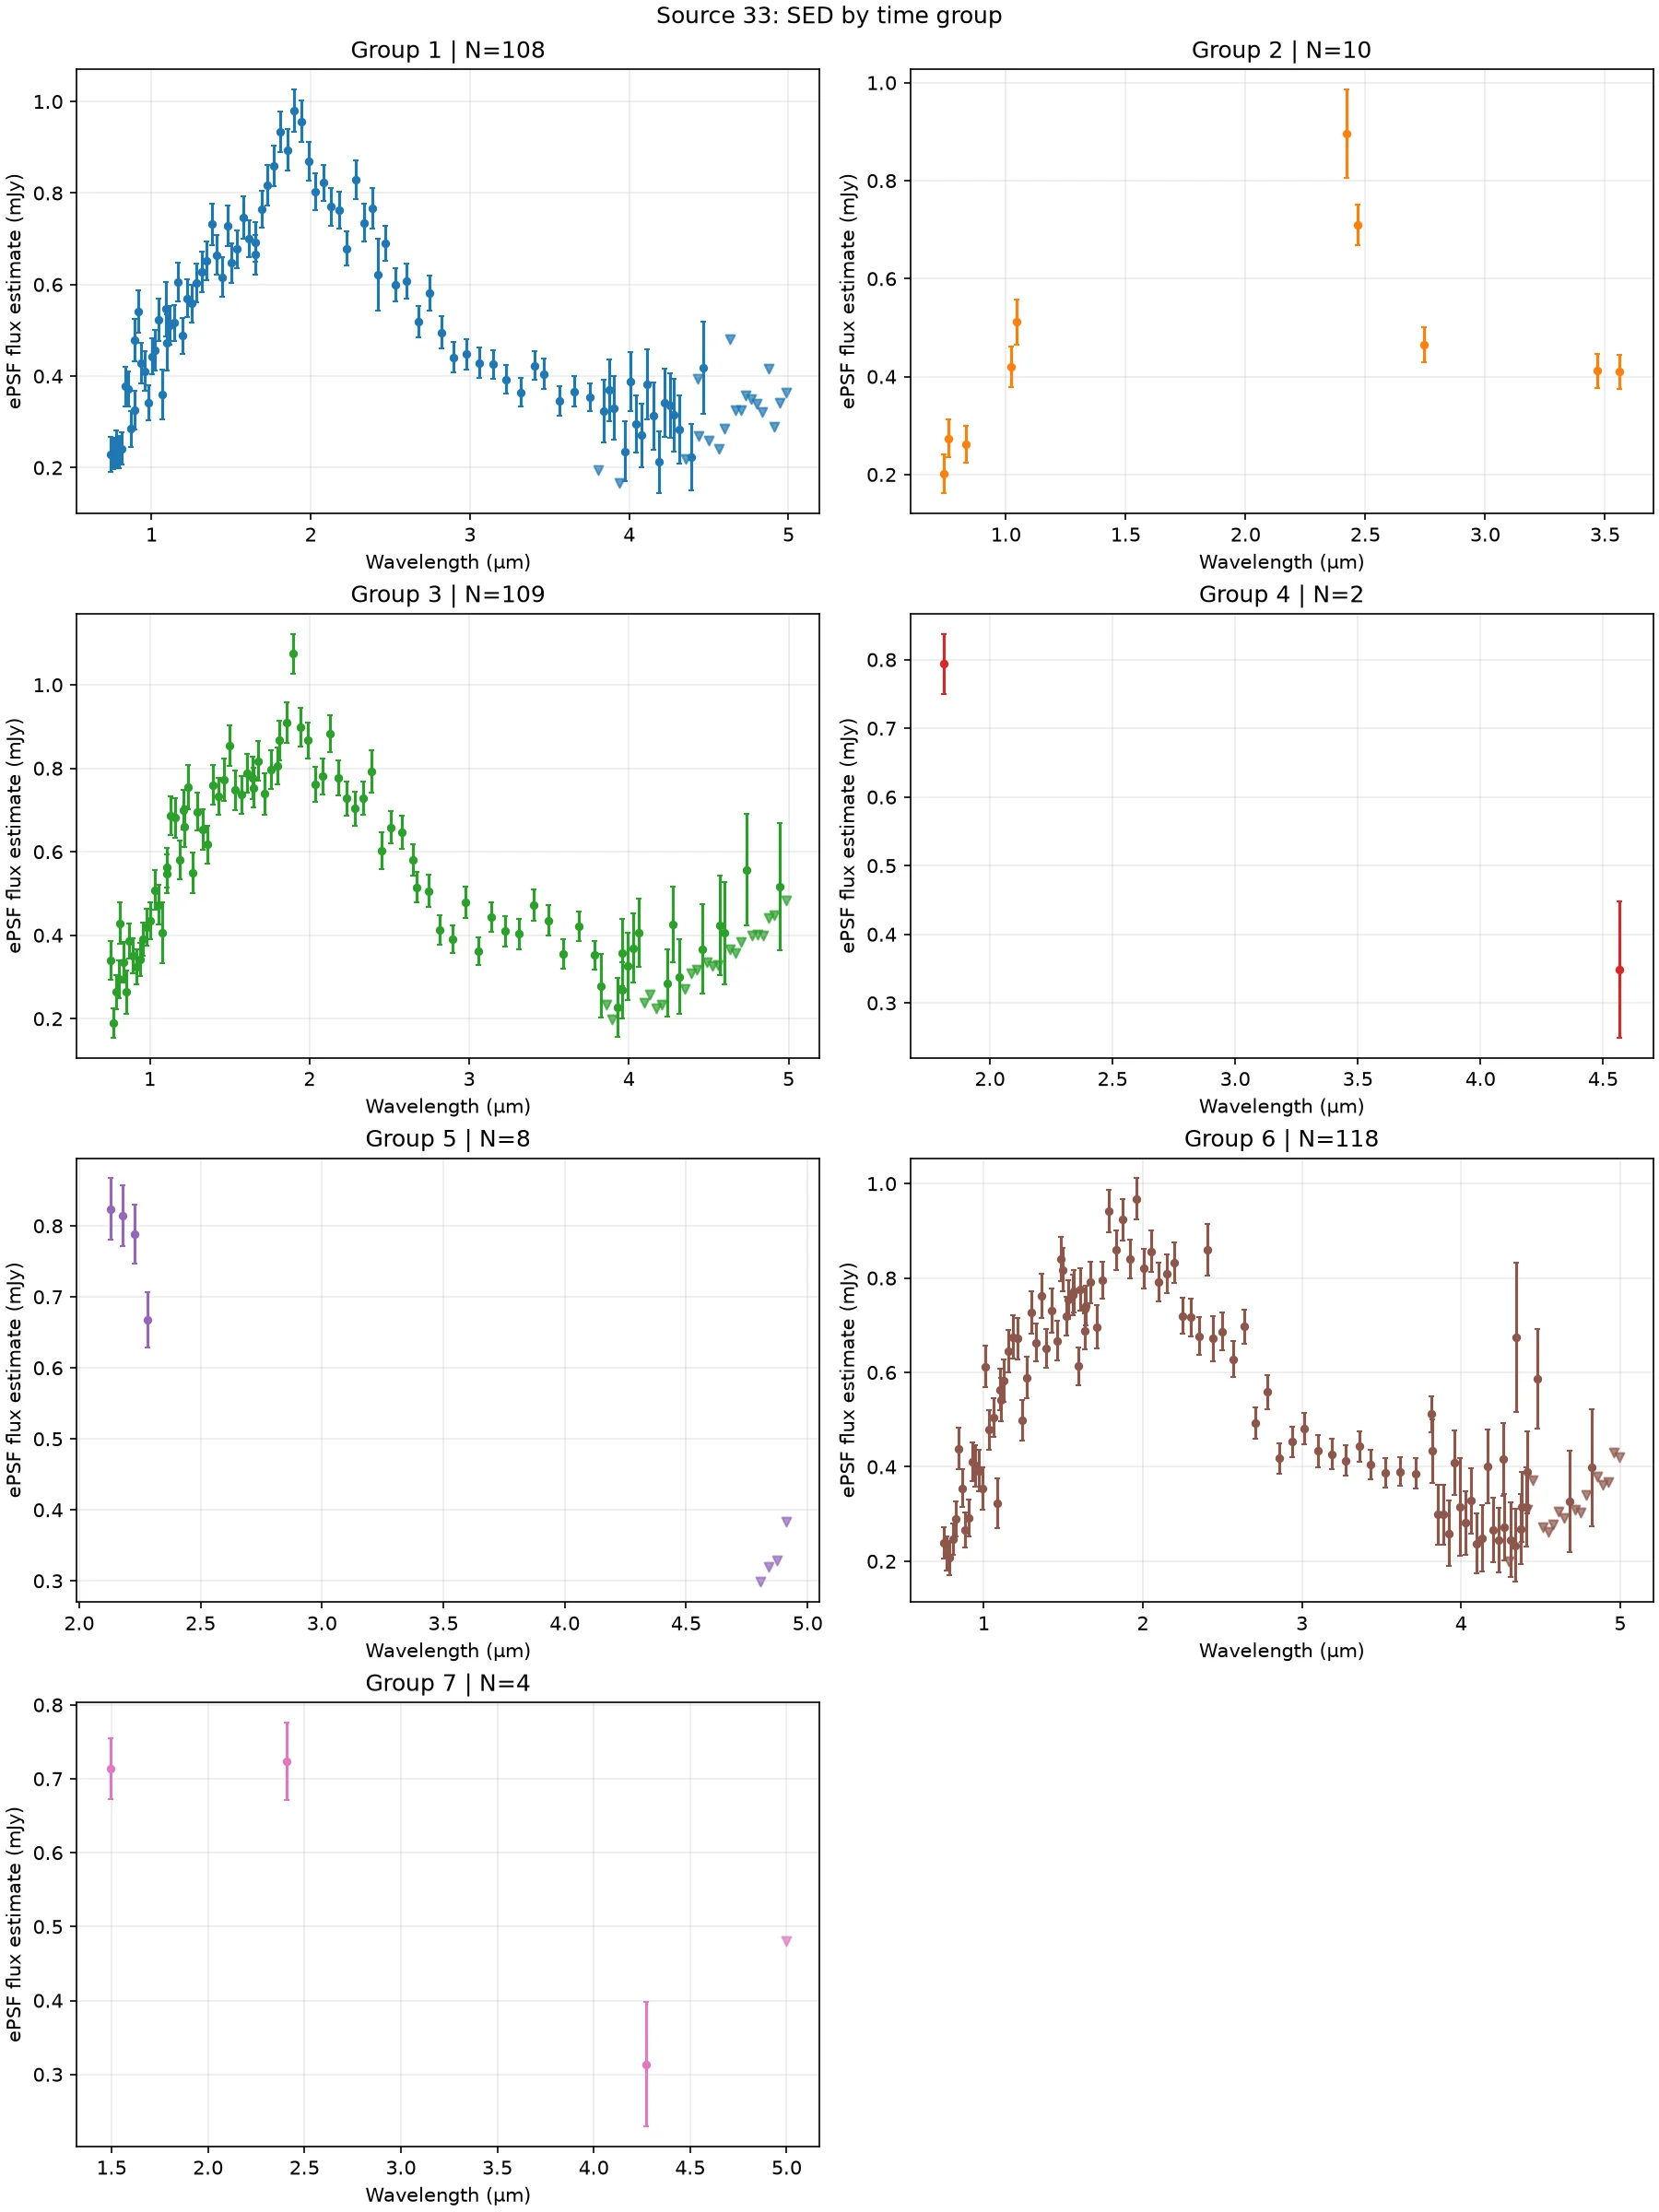 Source 33: SED by time group
Group 1 | N=108
ePSF flux estimate (mJy)
1.0
0.8
0.6
0.4
0.2
1 2 3 4 5
Wavelength (μm)
Group 2 | N=10
ePSF flux estimate (mJy)
1.0
0.8
0.6
0.4
0.2
1.0 1.5 2.0 2.5 3.0 3.5
Wavelength (μm)
Group 3 | N=109
ePSF flux estimate (mJy)
1.0
0.8
0.6
0.4
0.2
1 2 3 4 5
Wavelength (μm)
Group 4 | N=2
ePSF flux estimate (mJy)
0.8
0.7
0.6
0.5
0.4
0.3
2.0 2.5 3.0 3.5 4.0 4.5
Wavelength (μm)
Group 5 | N=8
ePSF flux estimate (mJy)
0.8
0.7
0.6
0.5
0.4
0.3
2.0 2.5 3.0 3.5 4.0 4.5 5.0
Wavelength (μm)
Group 6 | N=118
ePSF flux estimate (mJy)
1.0
0.8
0.6
0.4
0.2
1 2 3 4 5
Wavelength (μm)
Group 7 | N=4
ePSF flux estimate (mJy)
0.8
0.7
0.6
0.5
0.4
0.3
1.5 2.0 2.5 3.0 3.5 4.0 4.5 5.0
Wavelength (μm)